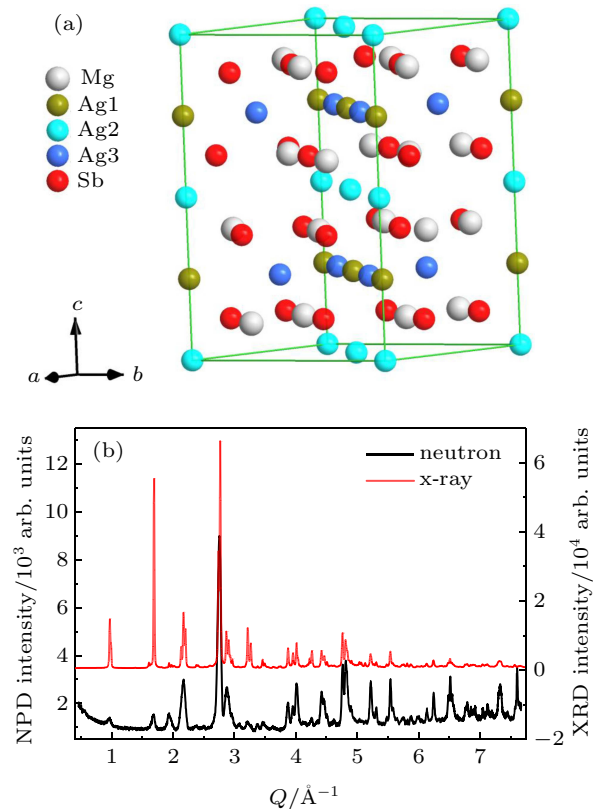 (a)
Mg
Ag1
Ag2
Ag3
Sb
c
a
b
(b)
neutron
x-ray
NPD intensity/10³ arb. units
12
10
8
6
4
2
XRD intensity/10⁴ arb. units
6
4
2
0
−2
1 2 3 4 5 6 7
Q/Å⁻¹